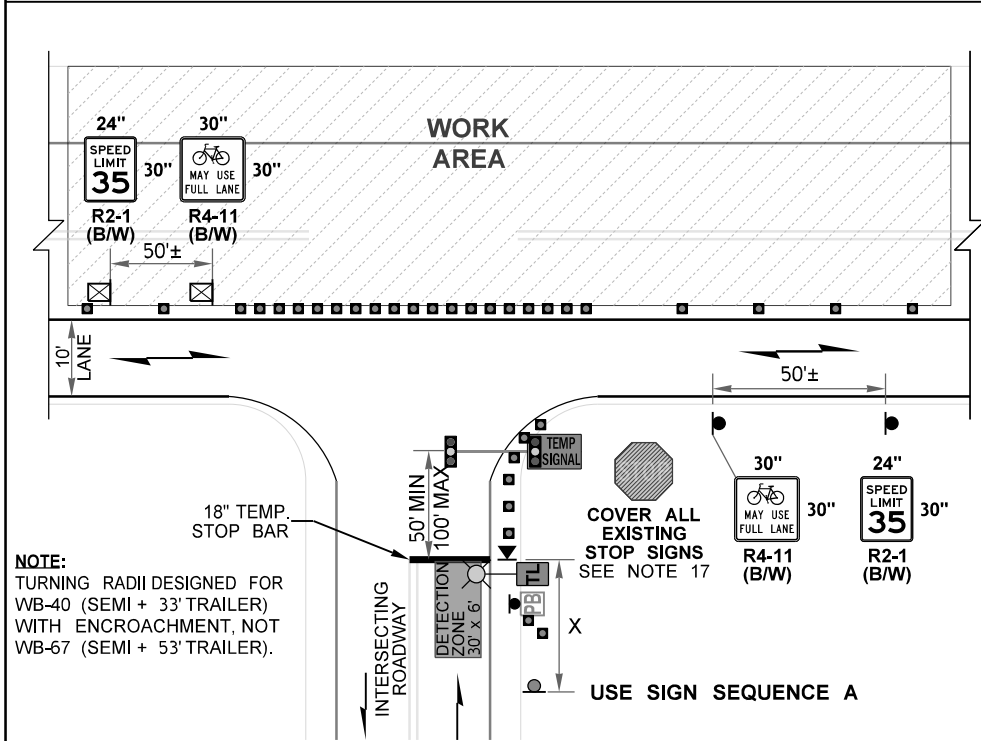 WORK
AREA
24"
30"
SPEED
LIMIT
35
30"
MAY USE
FULL LANE
30"
R2-1
(B/W)
R4-11
(B/W)
50'±
10'
LANE
50'±
TEMP
SIGNAL
50' MIN
100' MAX
STOP
COVER ALL
EXISTING
STOP SIGNS
SEE NOTE 17
30"
24"
MAY USE
FULL LANE
30"
SPEED
LIMIT
35
30"
R4-11
(B/W)
R2-1
(B/W)
18" TEMP.
STOP BAR
NOTE:
TURNING RADII DESIGNED FOR
WB-40 (SEMI + 33' TRAILER)
WITH ENCROACHMENT, NOT
WB-67 (SEMI + 53' TRAILER).
INTERSECTING
ROADWAY
DETECTION
ZONE
30' x 6'
TL
PB
X
USE SIGN SEQUENCE A